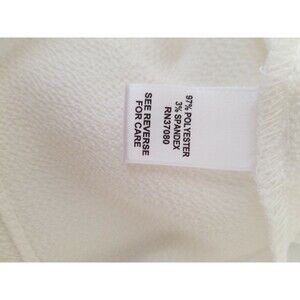 97% POLYESTER
3% SPANDEX
RN37080
SEE REVERSE
FOR CARE